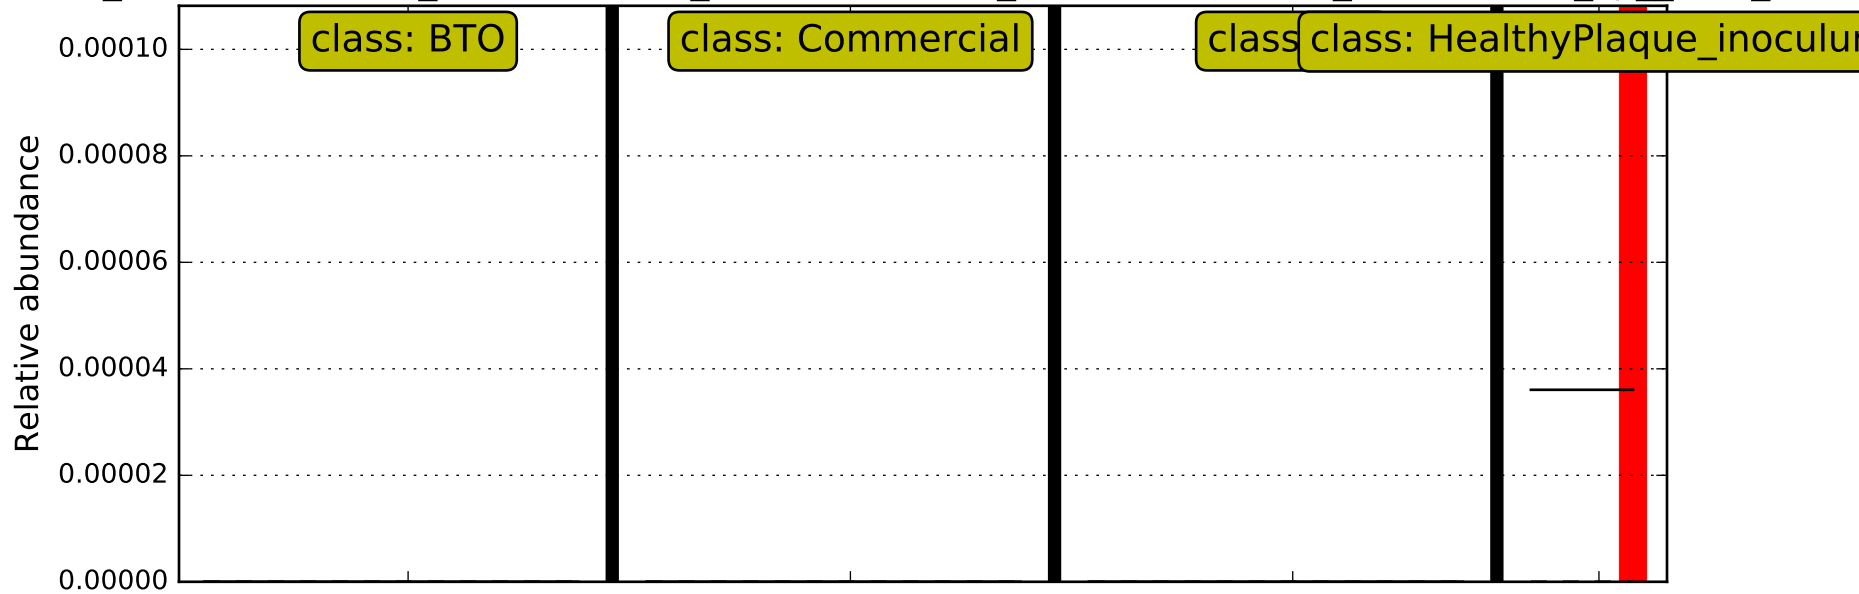 class: BTO
class: Commercial
class
class: HealthyPlaque_inoculu
Relative abundance
0.00010
0.00008
0.00006
0.00004
0.00002
0.00000